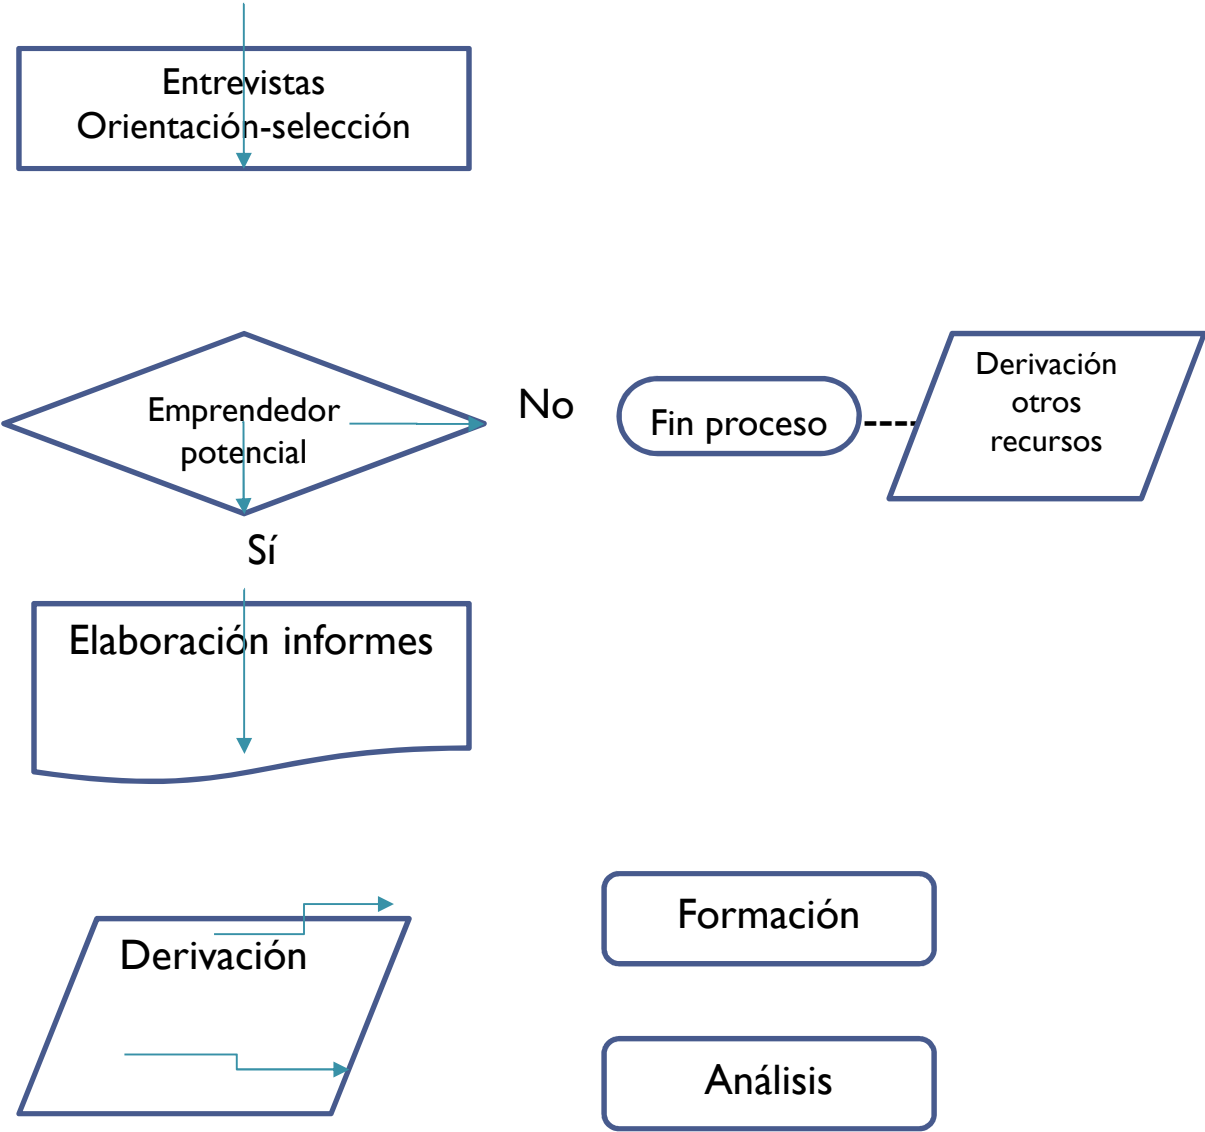 Entrevistas
Orientación-selección
Emprendedor
potencial
No
Fin proceso
Derivación
otros
recursos
Sí
Elaboración informes
Derivación
Formación
Análisis